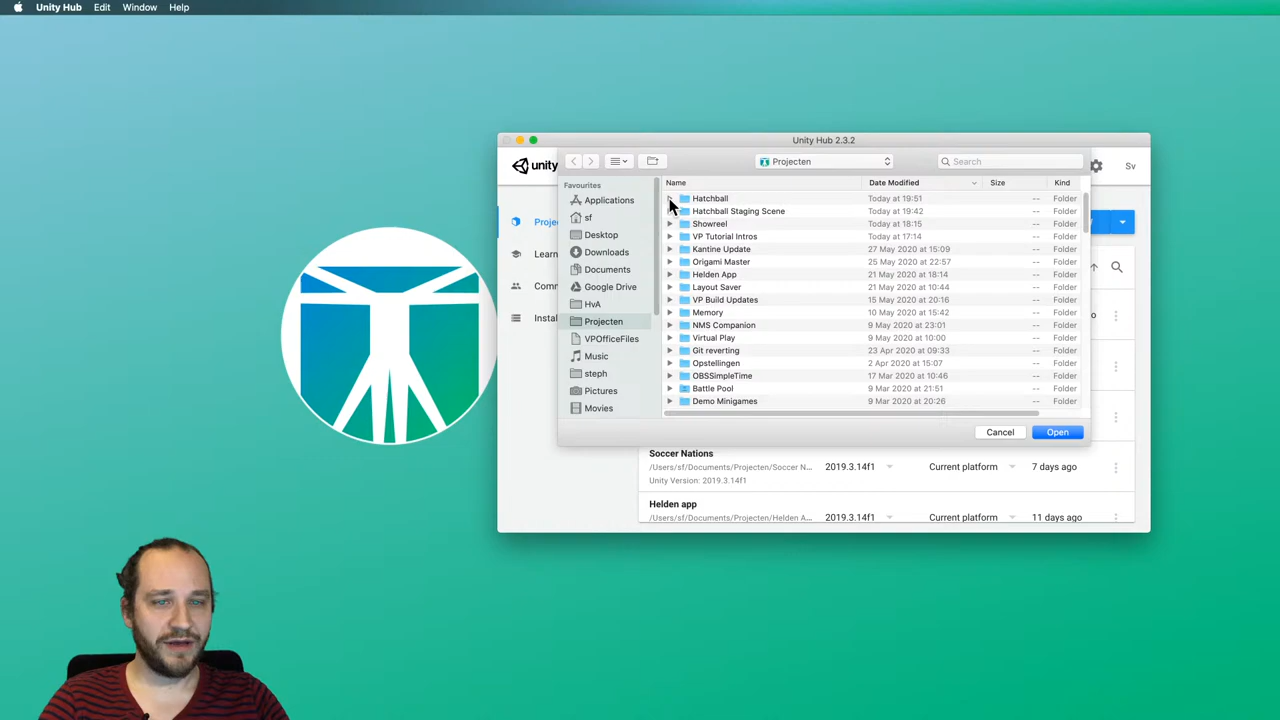 Unity Hub Edit Window Help
Unity Hub 2.3.2
unity
Projecten
Search
Sv
Favourites
Applications
sf
Desktop
Downloads
Documents
Google Drive
HvA
Projecten
VPOfficeFiles
Music
steph
Pictures
Movies
Name Date Modified Size Kind
Hatchball Today at 19:51 -- Folder
Hatchball Staging Scene Today at 19:42 -- Folder
Showreel Today at 18:15 -- Folder
VP Tutorial Intros Today at 17:14 -- Folder
Kantine Update 27 May 2020 at 15:09 -- Folder
Origami Master 25 May 2020 at 22:57 -- Folder
Helden App 21 May 2020 at 18:14 -- Folder
Layout Saver 21 May 2020 at 10:44 -- Folder
VP Build Updates 15 May 2020 at 20:16 -- Folder
Memory 9 May 2020 at 23:10 -- Folder
NMS Companion 9 May 2020 at 23:01 -- Folder
Virtual Play 9 May 2020 at 10:00 -- Folder
Git reverting 23 Apr 2020 at 09:33 -- Folder
Opstellingen 2 Apr 2020 at 15:07 -- Folder
OBSSimpleTime 17 Mar 2020 at 10:46 -- Folder
Battle Pool 9 Mar 2020 at 21:51 -- Folder
Demo Minigames 9 Mar 2020 at 20:26 -- Folder
Cancel Open
Proje
Learn
Comm
Instal
o
Soccer Nations
/Users/sf/Documents/Projecten/Soccer N... 2019.3.14f1 Current platform 7 days ago
Unity Version: 2019.3.14f1
Helden app
/Users/sf/Documents/Projecten/Helden A... 2019.3.14f1 Current platform 11 days ago